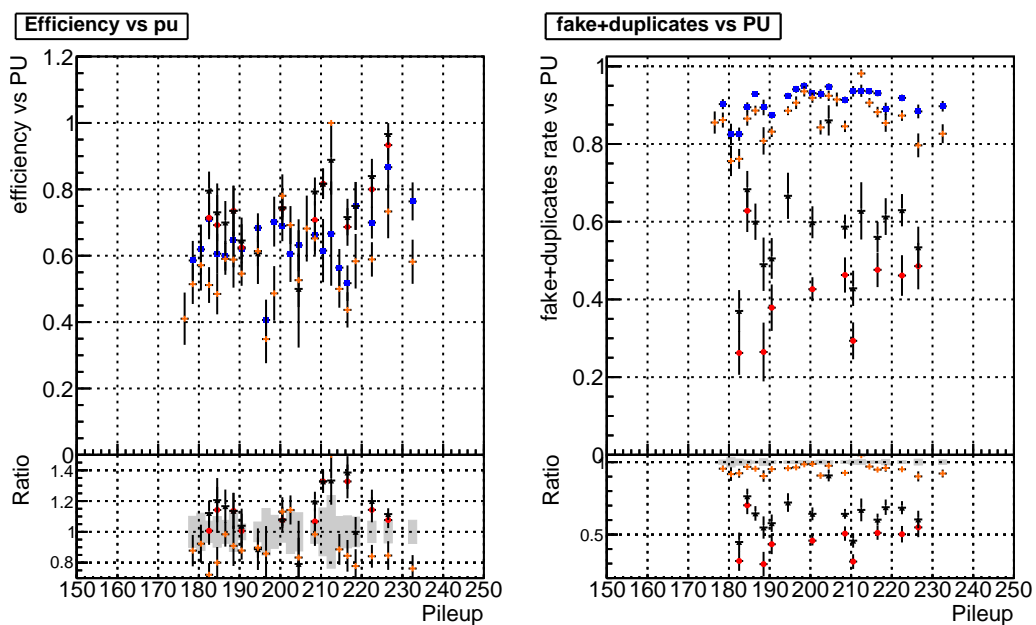 Efficiency vs pu
efficiency vs PU
1.2
1
0.8
0.6
0.4
0.2
0
Ratio
1.4
1.2
1
0.8
150 160 170 180 190 200 210 220 230 240 250
Pileup
fake+duplicates vs PU
fake+duplicates rate vs PU
1
0.8
0.6
0.4
0.2
0
Ratio
0.5
150 160 170 180 190 200 210 220 230 240 250
Pileup